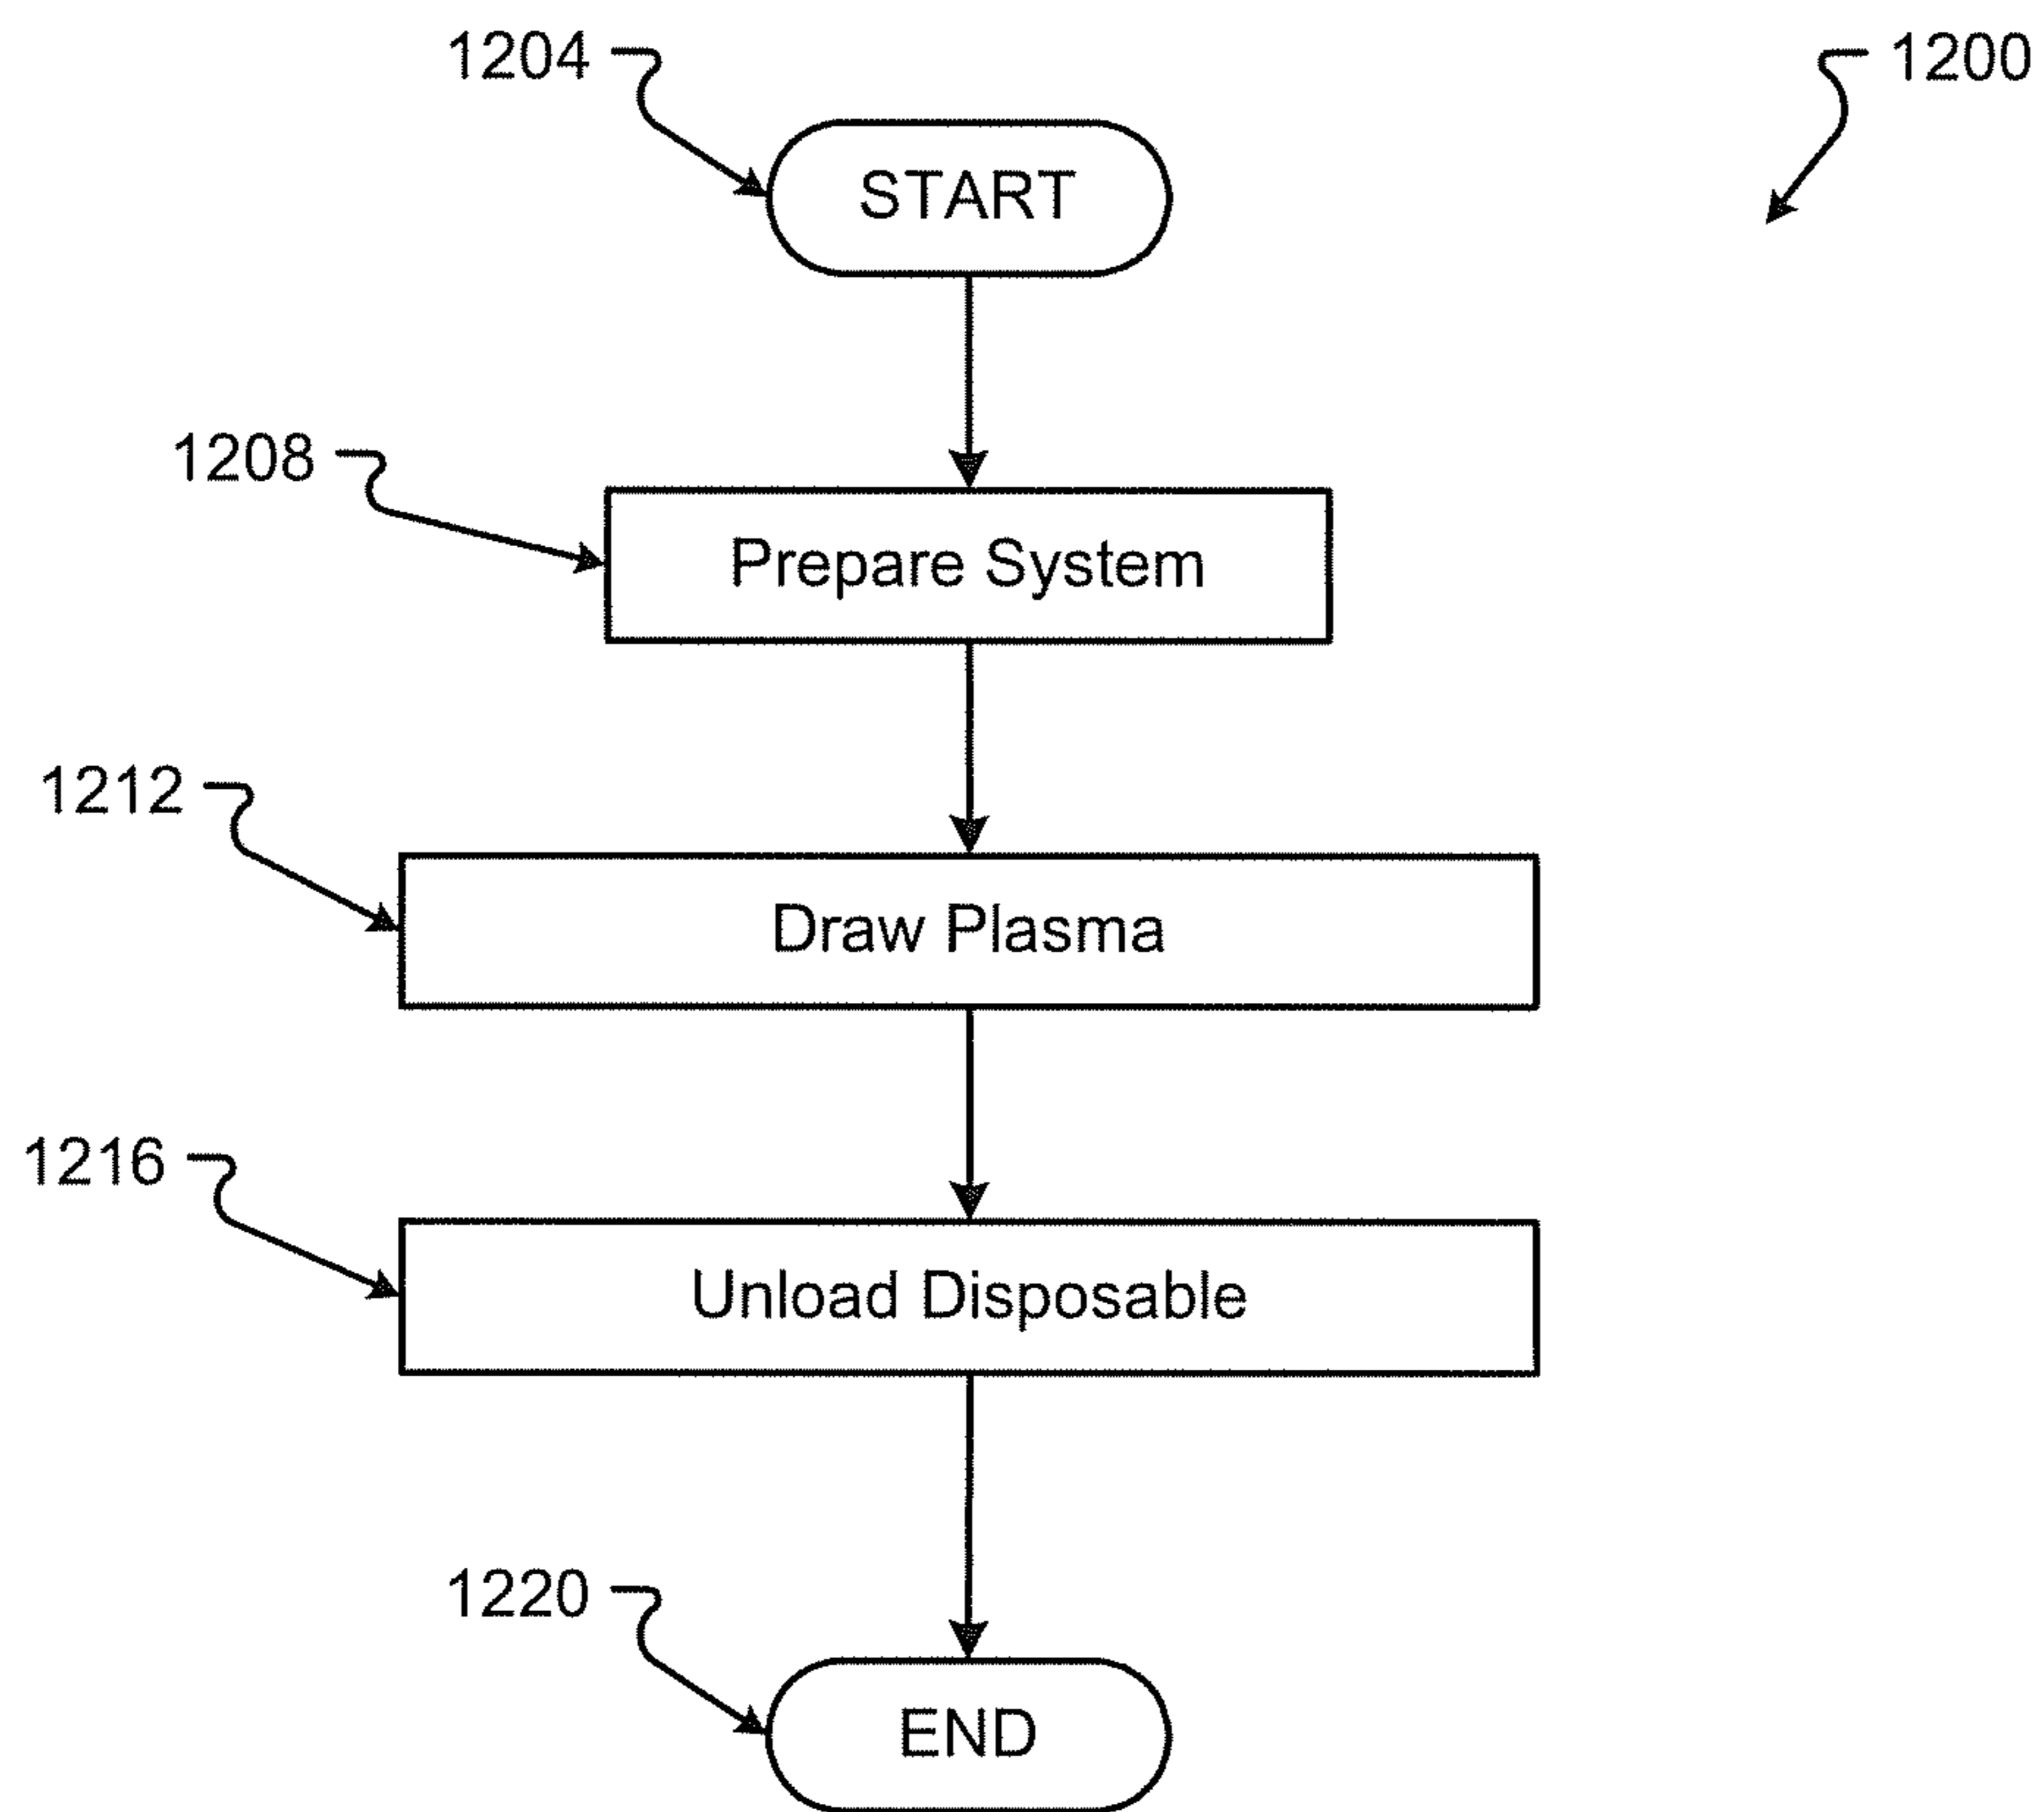 1204
1200
START
1208
Prepare System
1212
Draw Plasma
1216
Unload Disposable
1220
END